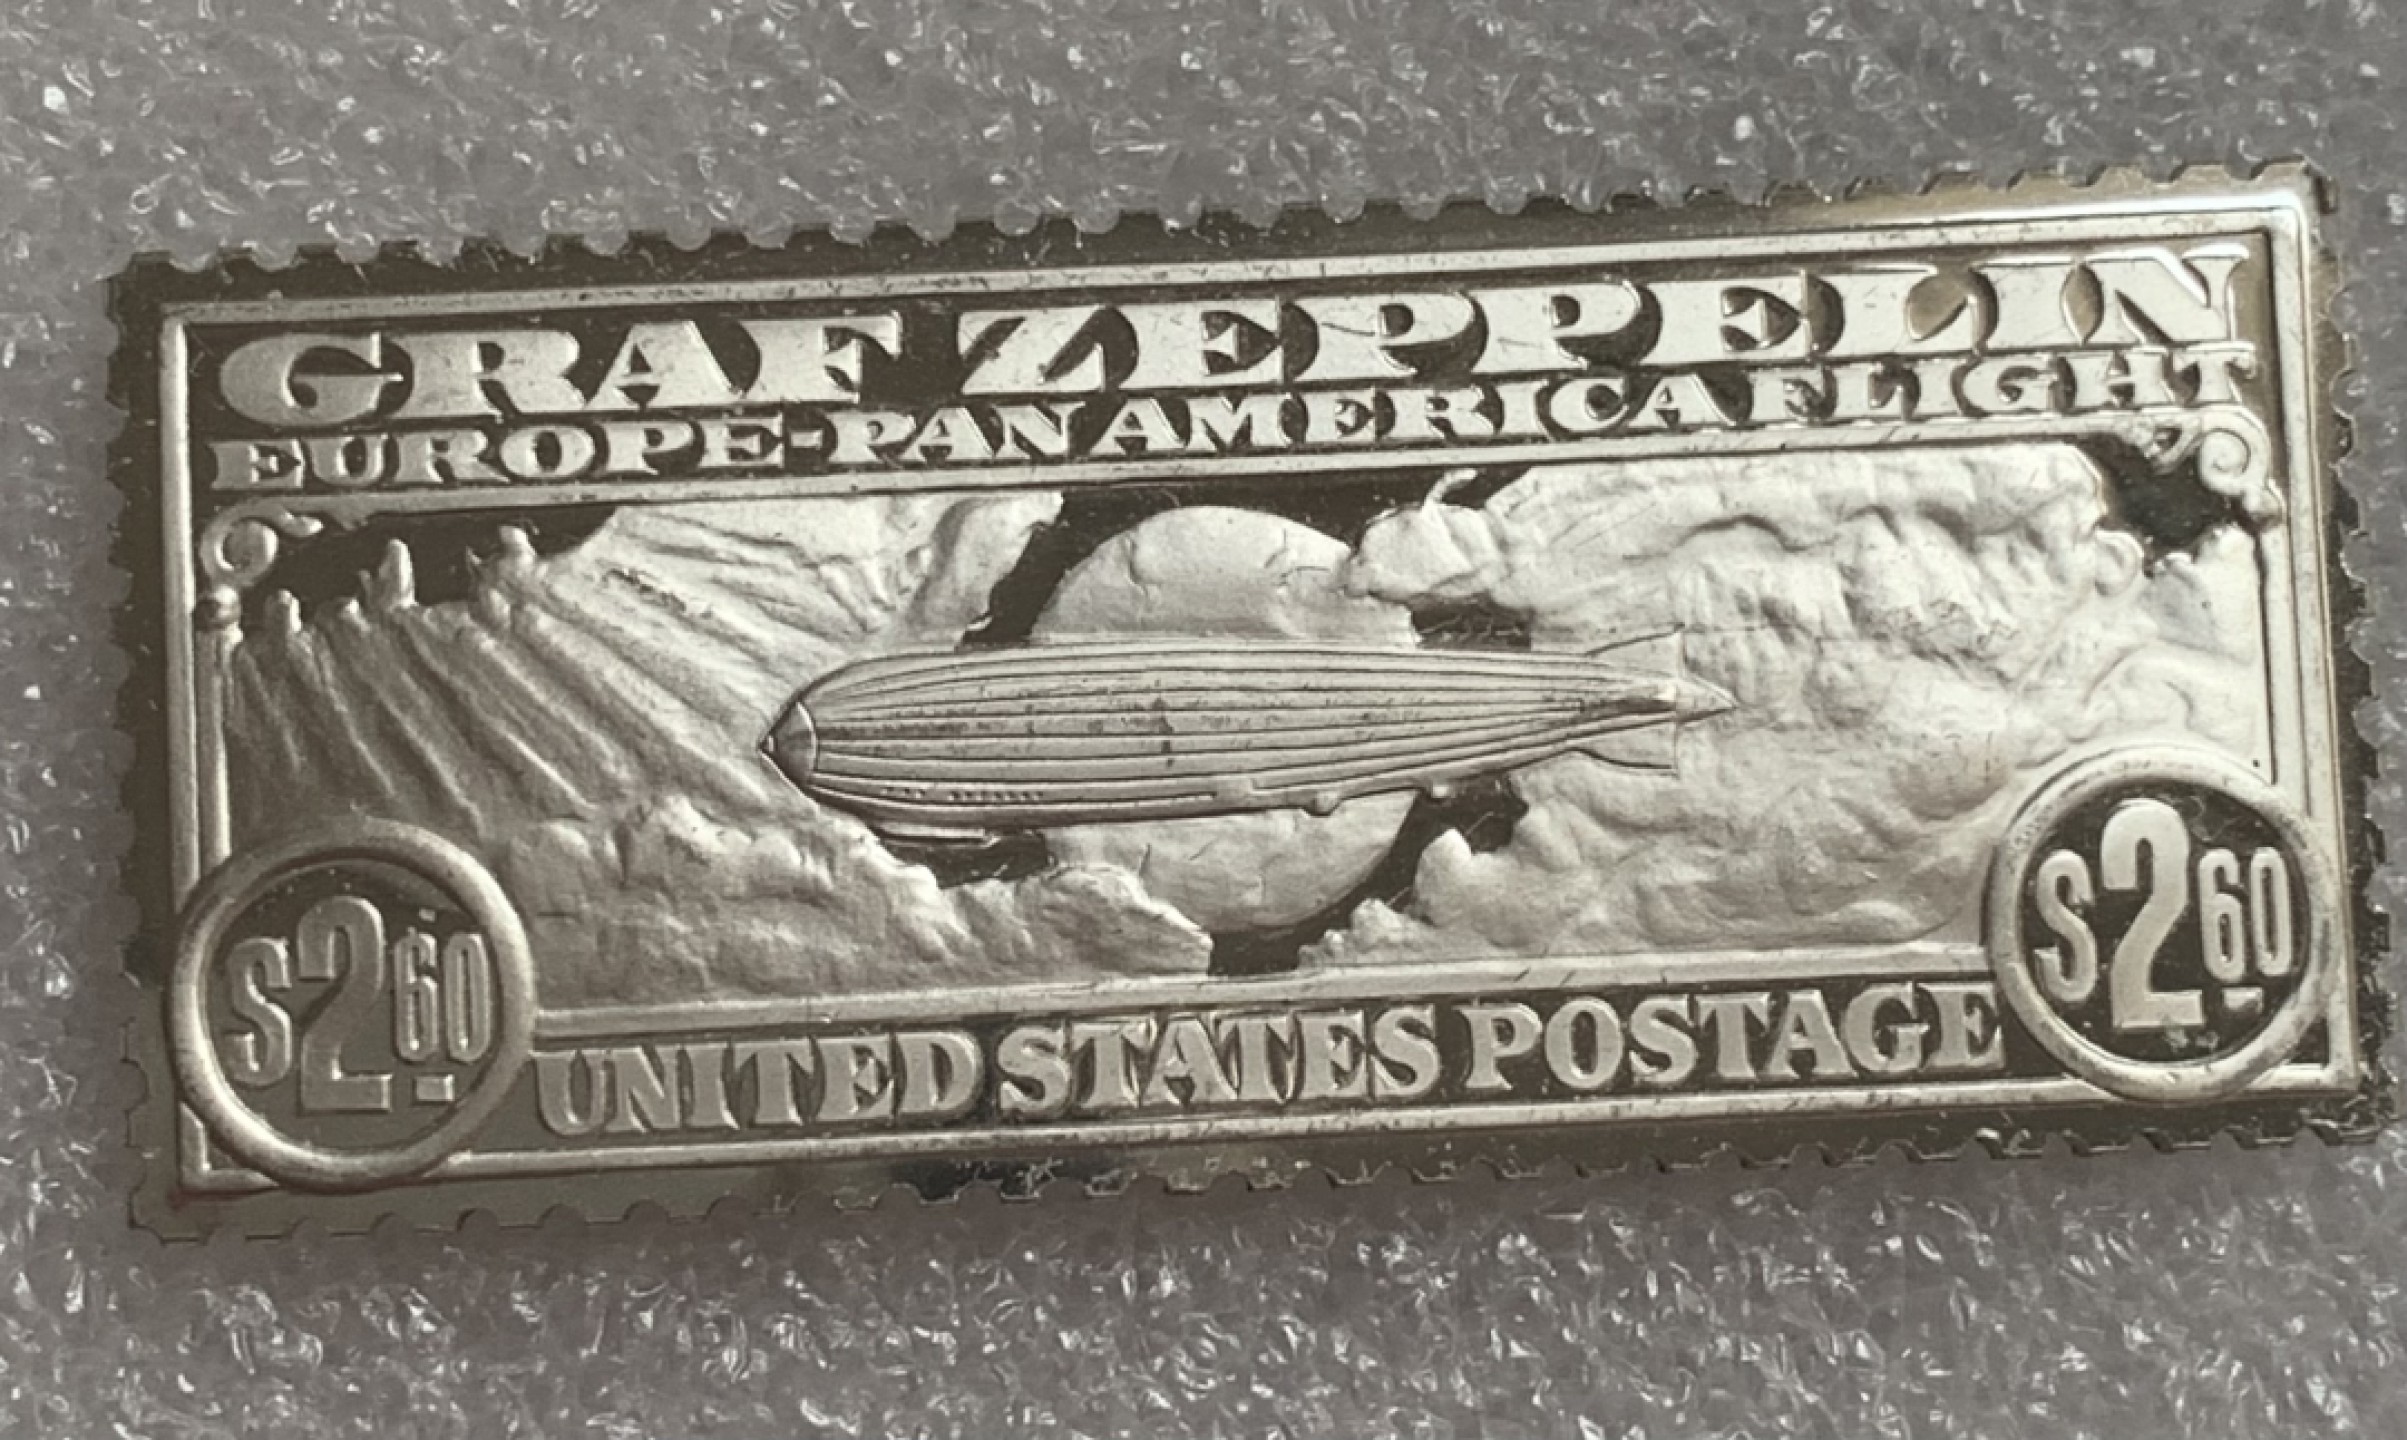 GRAF ZEPPELIN
EUROPE-PAN AMERICA FLIGHT
$2.60
$2.60
UNITED STATES POSTAGE